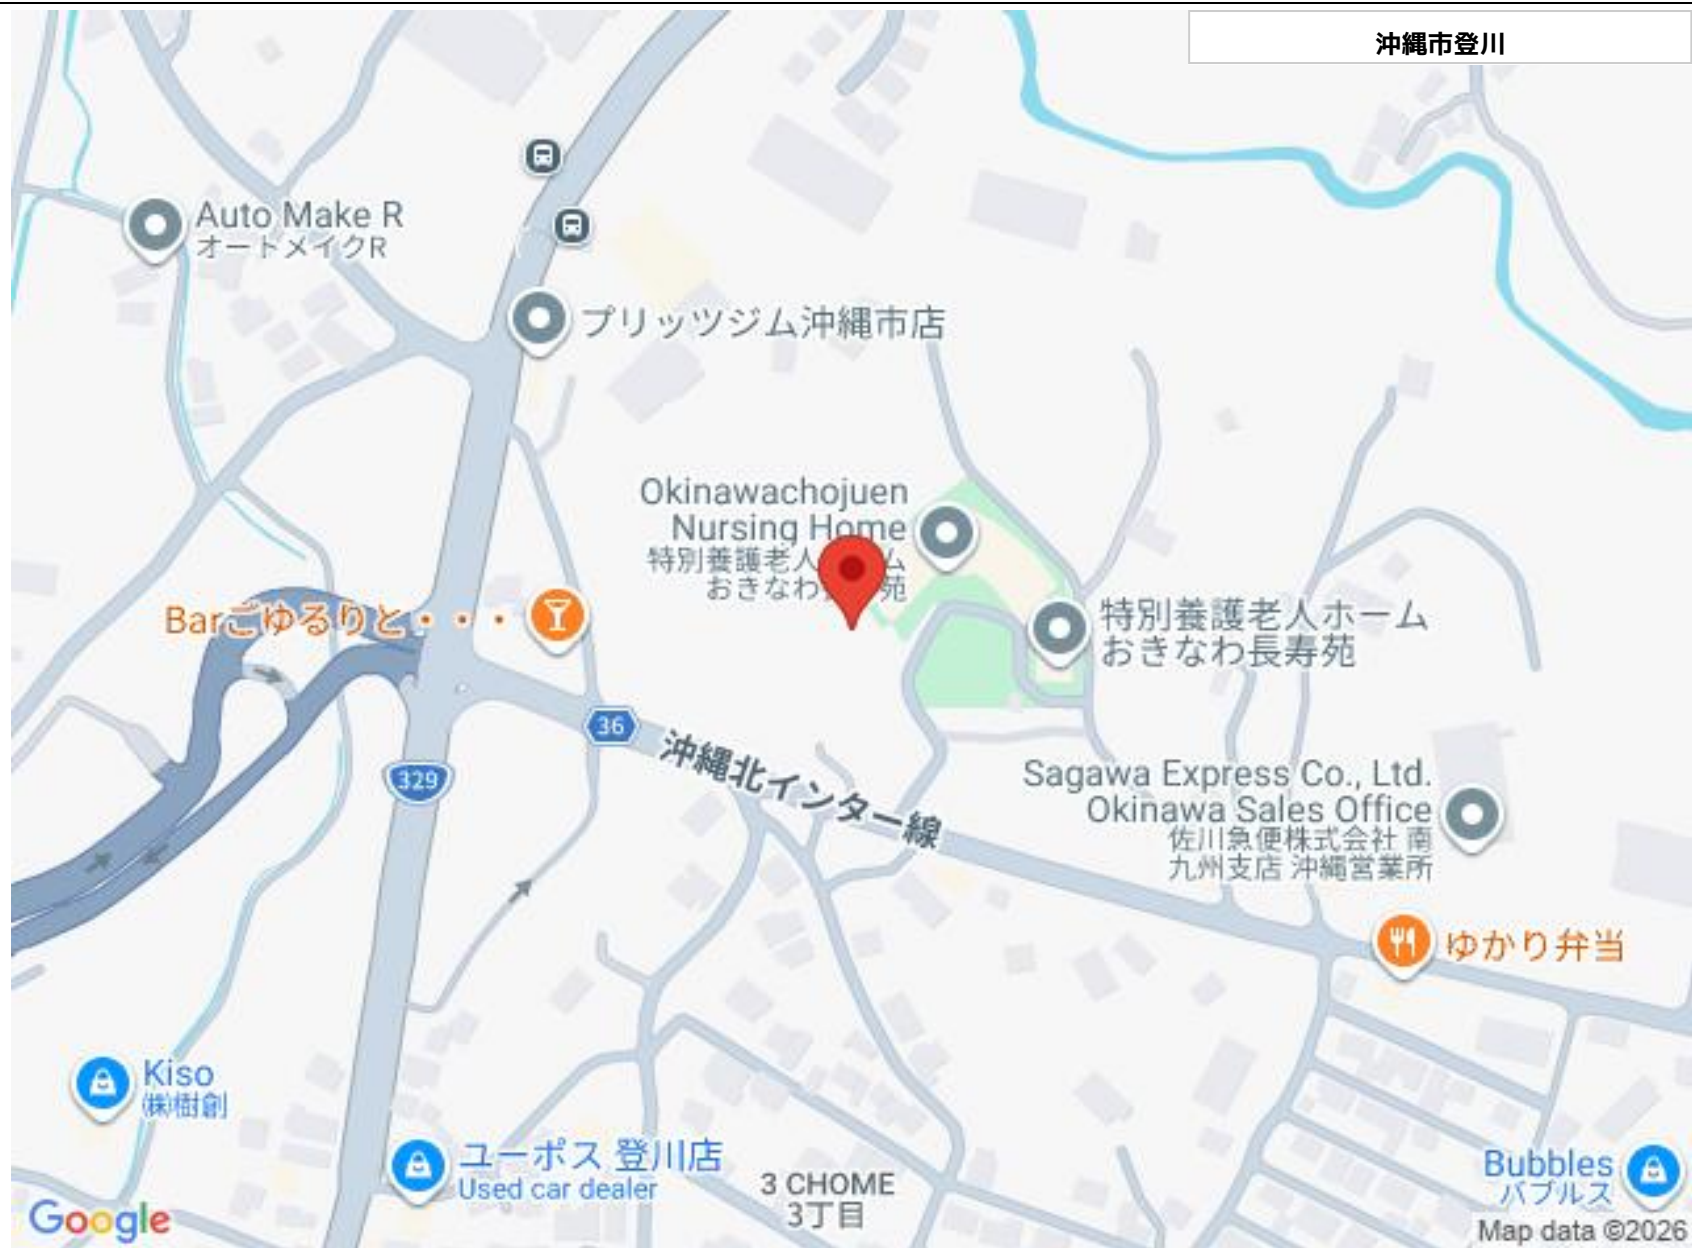 沖縄市登川
Auto Make R
オートメイクR
プリッツジム沖縄市店
Okinawachojuen
Nursing Home
特別養護老人 ム
おきなわ 苑
Barごゆるりと・・・
特別養護老人ホーム
おきなわ長寿苑
36
沖縄北インター線
329
Sagawa Express Co., Ltd.
Okinawa Sales Office
佐川急便株式会社 南
九州支店 沖縄営業所
ゆかり弁当
Kiso
㈱樹創
ユーポス 登川店
Used car dealer
3 CHOME
3丁目
Bubbles
バブルス
Google
Map data ©2026